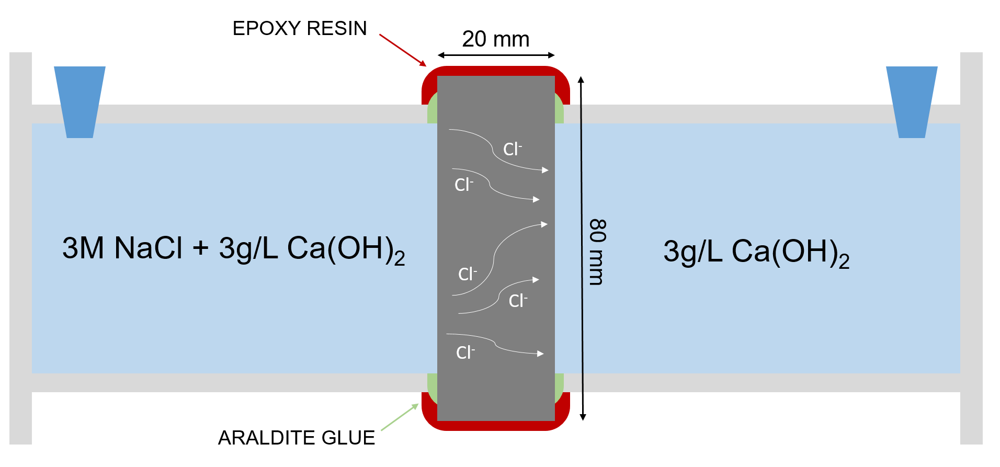 EPOXY RESIN
20 mm
Cl⁻
Cl⁻
80 mm
3M NaCl + 3g/L Ca(OH)₂
3g/L Ca(OH)₂
Cl⁻
Cl⁻
Cl⁻
ARALDITE GLUE